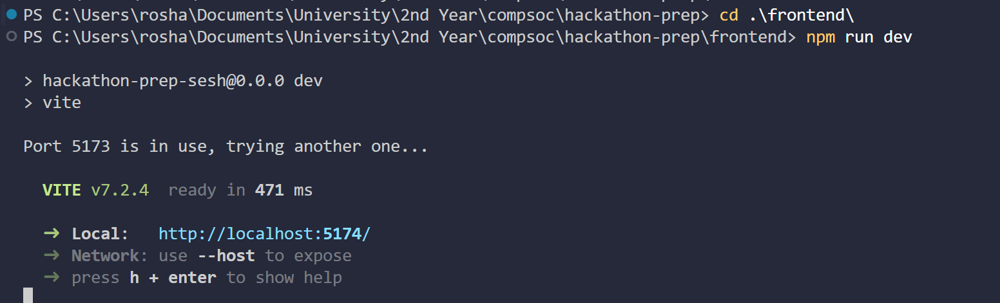 PS C:\Users\rosha\Documents\University\2nd Year\compsoc\hackathon-prep> cd .\frontend\
PS C:\Users\rosha\Documents\University\2nd Year\compsoc\hackathon-prep\frontend> npm run dev
> hackathon-prep-sesh@0.0.0 dev
> vite
Port 5173 is in use, trying another one...
VITE v7.2.4  ready in 471 ms
➜ Local:   http://localhost:5174/
➜ Network: use --host to expose
➜ press h + enter to show help